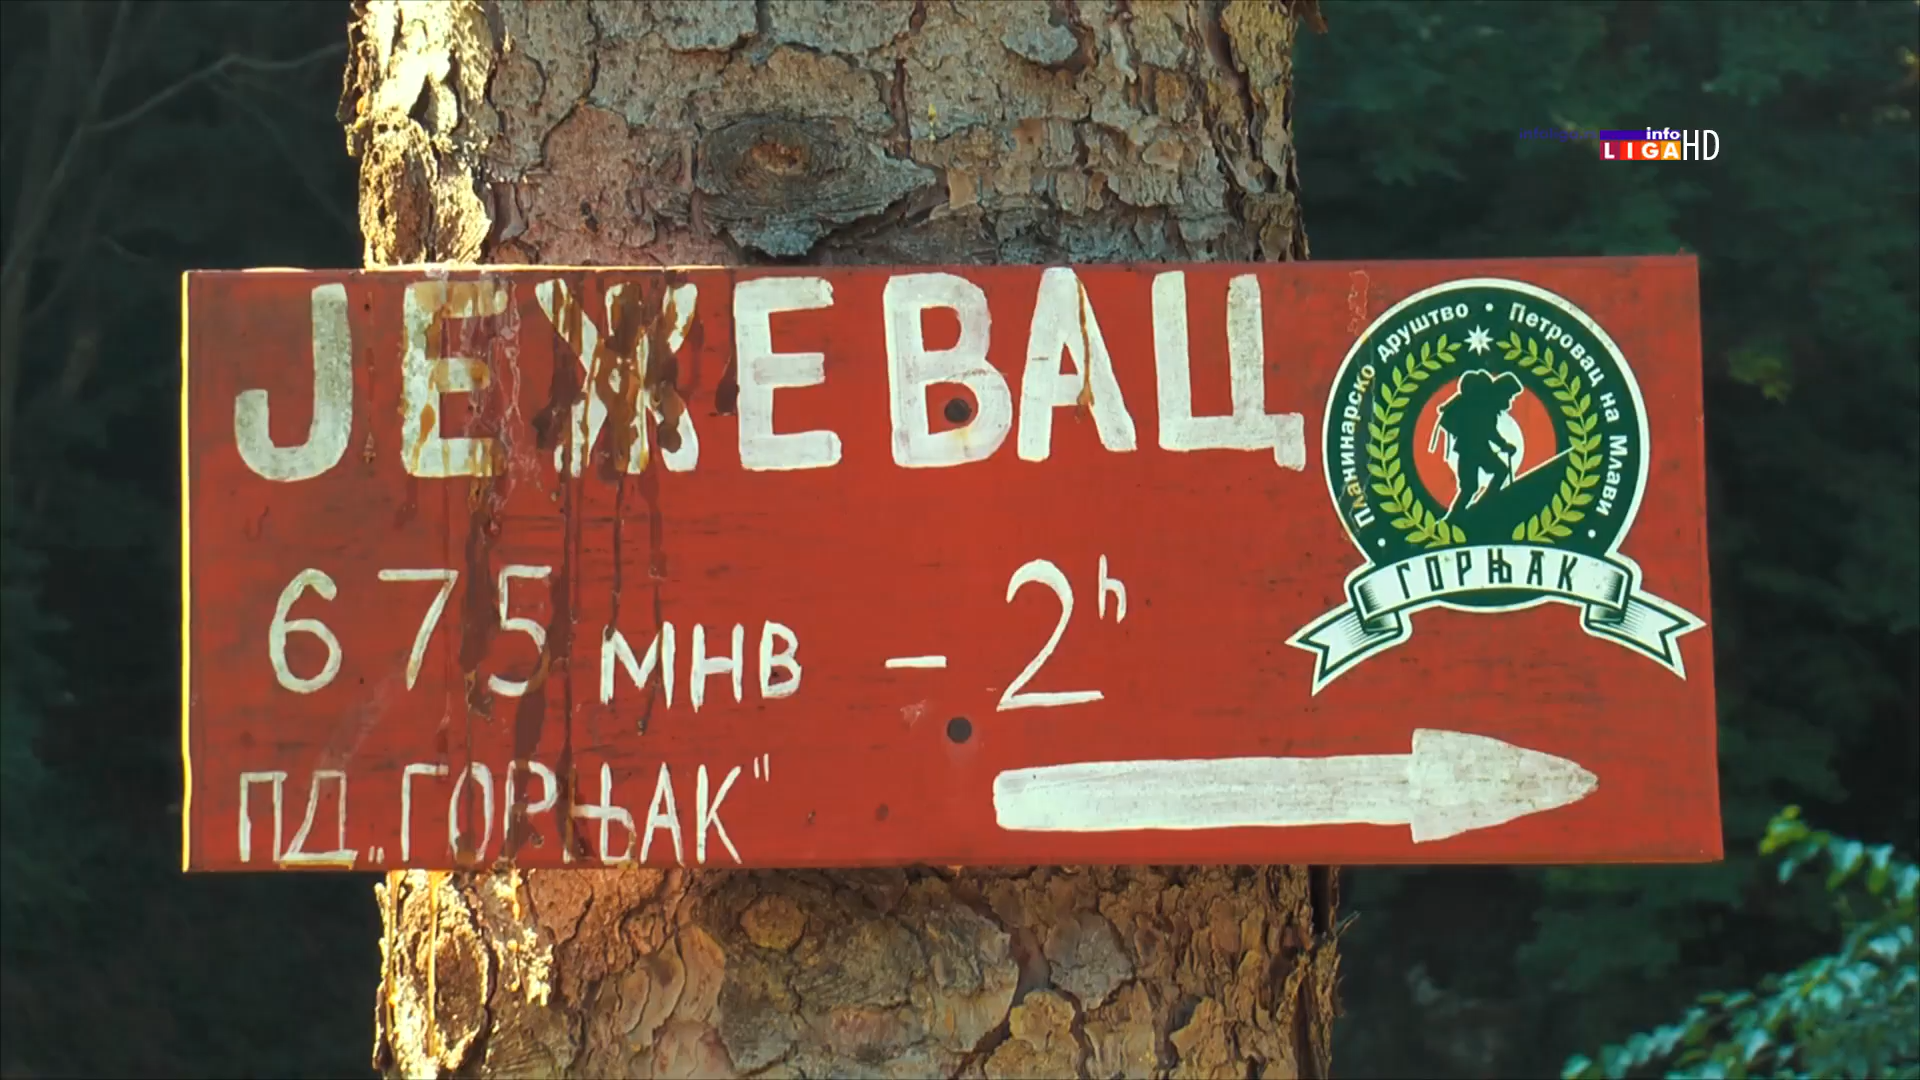 info
LIGA HD
ЈЕЖЕВАЦ
675 мнв - 2h
ПД „ГОРЊАК"
Планинарско друштво • Петровац на Млави
ГОРЊАК